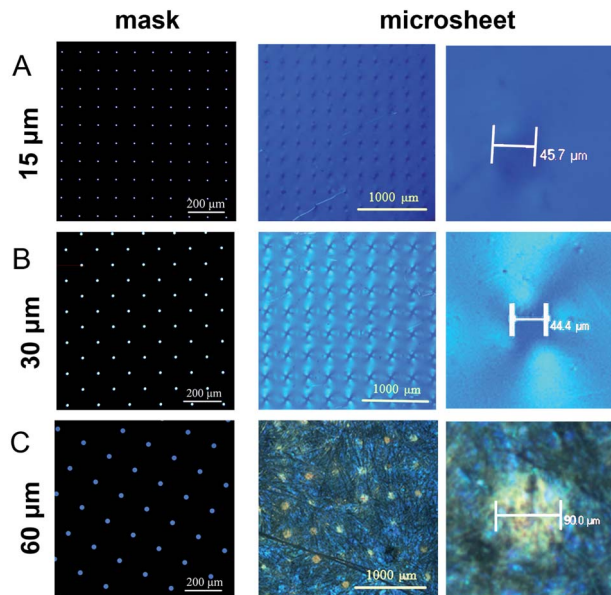 mask microsheet
A
15 µm
200 µm
1000 µm
45.7 µm
B
30 µm
200 µm
1000 µm
44.4 µm
C
60 µm
200 µm
1000 µm
90.0 µm